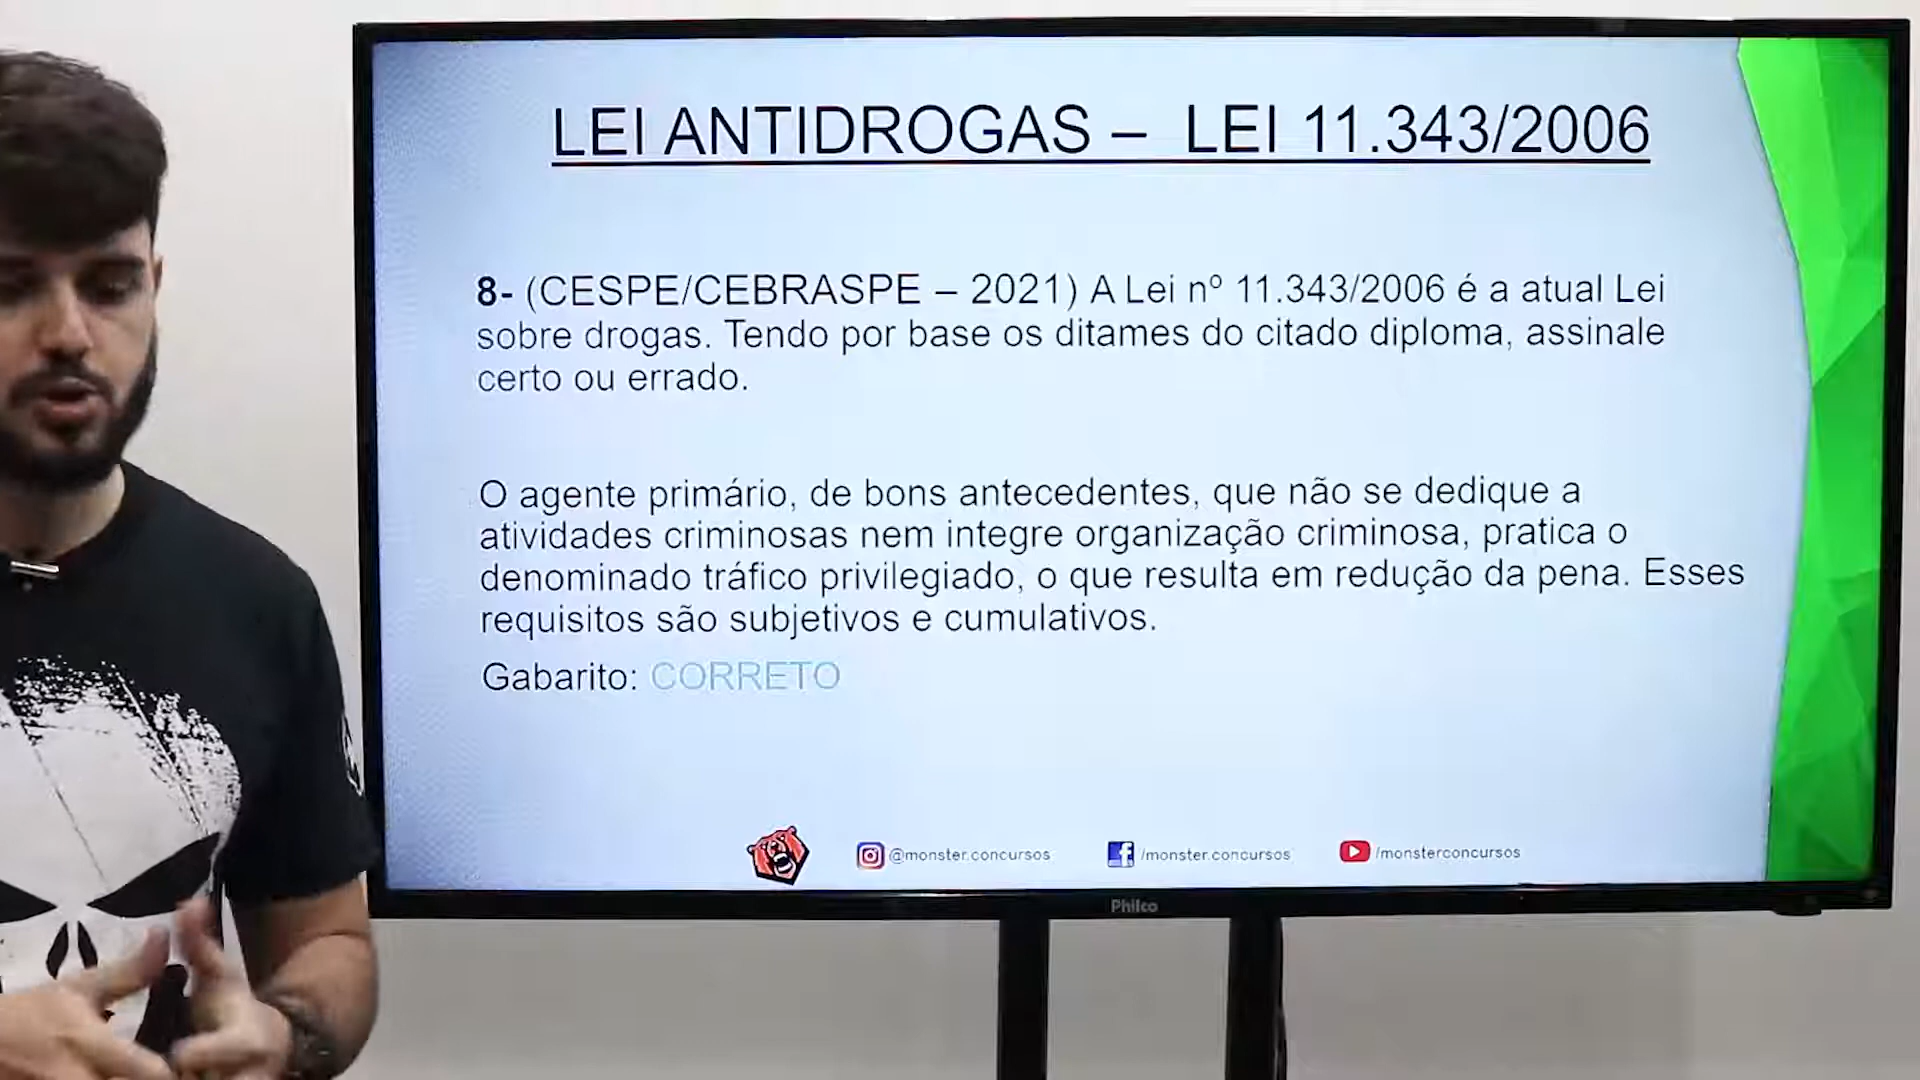 LEI ANTIDROGAS – LEI 11.343/2006
8- (CESPE/CEBRASPE – 2021) A Lei nº 11.343/2006 é a atual Lei
sobre drogas. Tendo por base os ditames do citado diploma, assinale
certo ou errado.
O agente primário, de bons antecedentes, que não se dedique a
atividades criminosas nem integre organização criminosa, pratica o
denominado tráfico privilegiado, o que resulta em redução da pena. Esses
requisitos são subjetivos e cumulativos.
Gabarito: CORRETO
@monster.concursos
/monster.concursos
/monsterconcursos
Philco